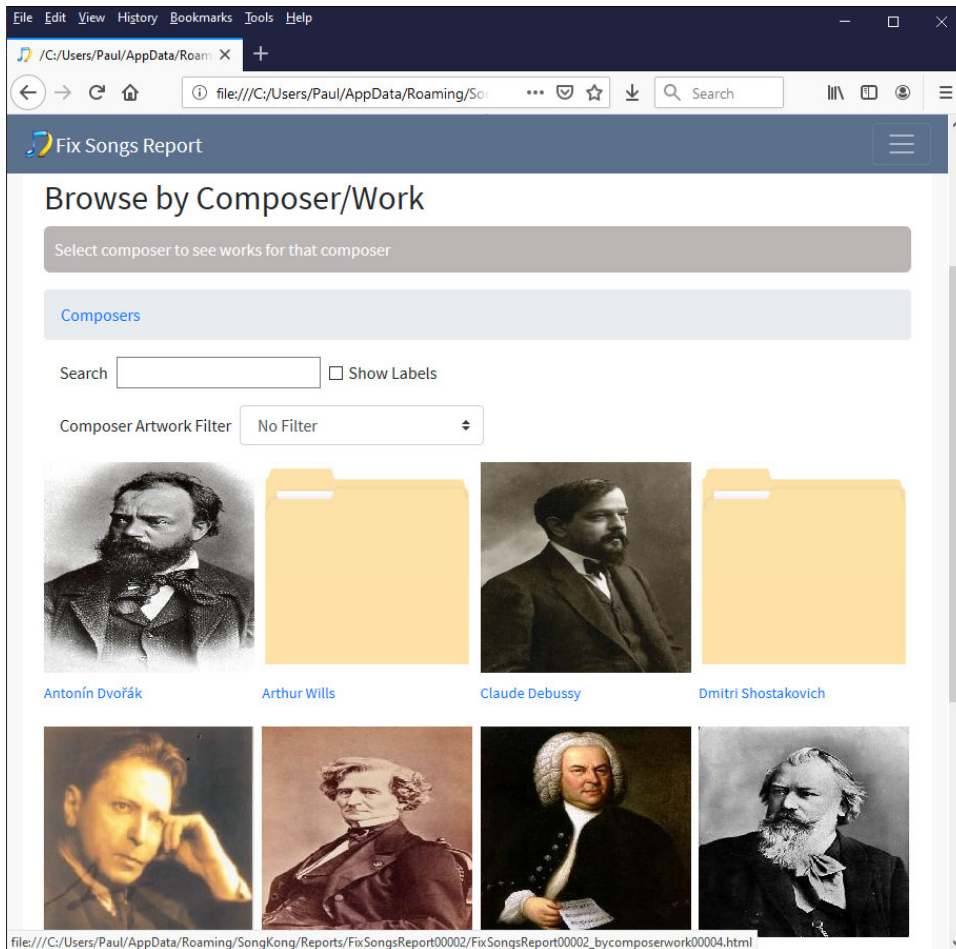 File Edit View History Bookmarks Tools Help
/C:/Users/Paul/AppData/Roam
file:///C:/Users/Paul/AppData/Roaming/So
Search
Fix Songs Report
Browse by Composer/Work
Select composer to see works for that composer
Composers
Search Show Labels
Composer Artwork Filter No Filter
Antonín Dvořák Arthur Wills Claude Debussy Dmitri Shostakovich
file:///C:/Users/Paul/AppData/Roaming/SongKong/Reports/FixSongsReport00002/FixSongsReport00002_bycomposerwork00004.html